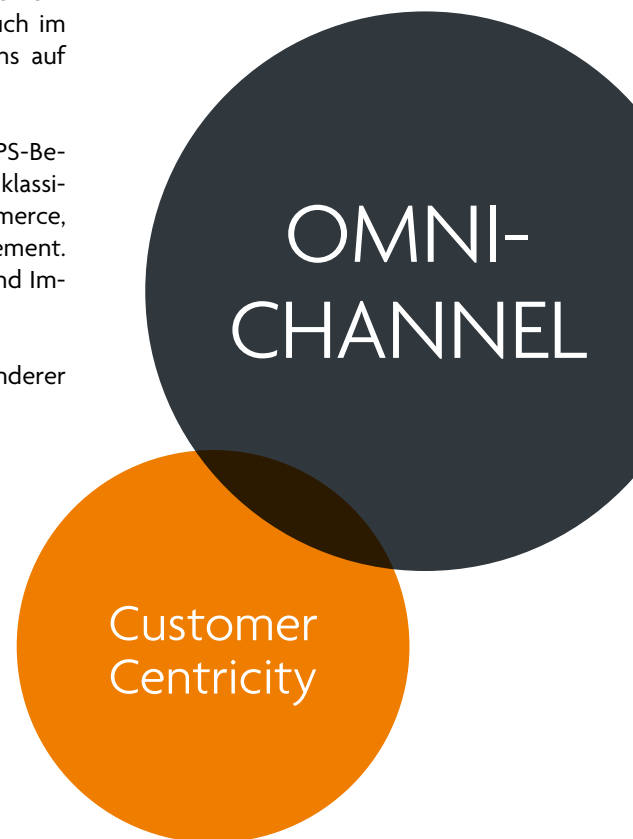 uch im
ns auf
PS-Be-
klassi-
merce,
ement.
nd Im-
nderer
OMNI-
CHANNEL
Customer
Centricity